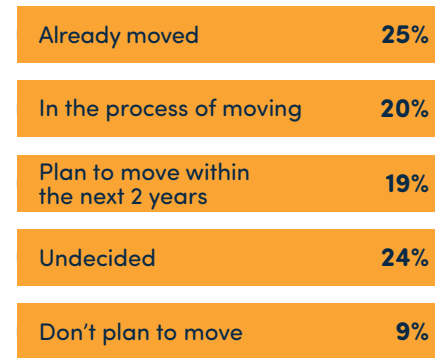 Already moved 25%
In the process of moving 20%
Plan to move within
the next 2 years 19%
Undecided 24%
Don't plan to move 9%